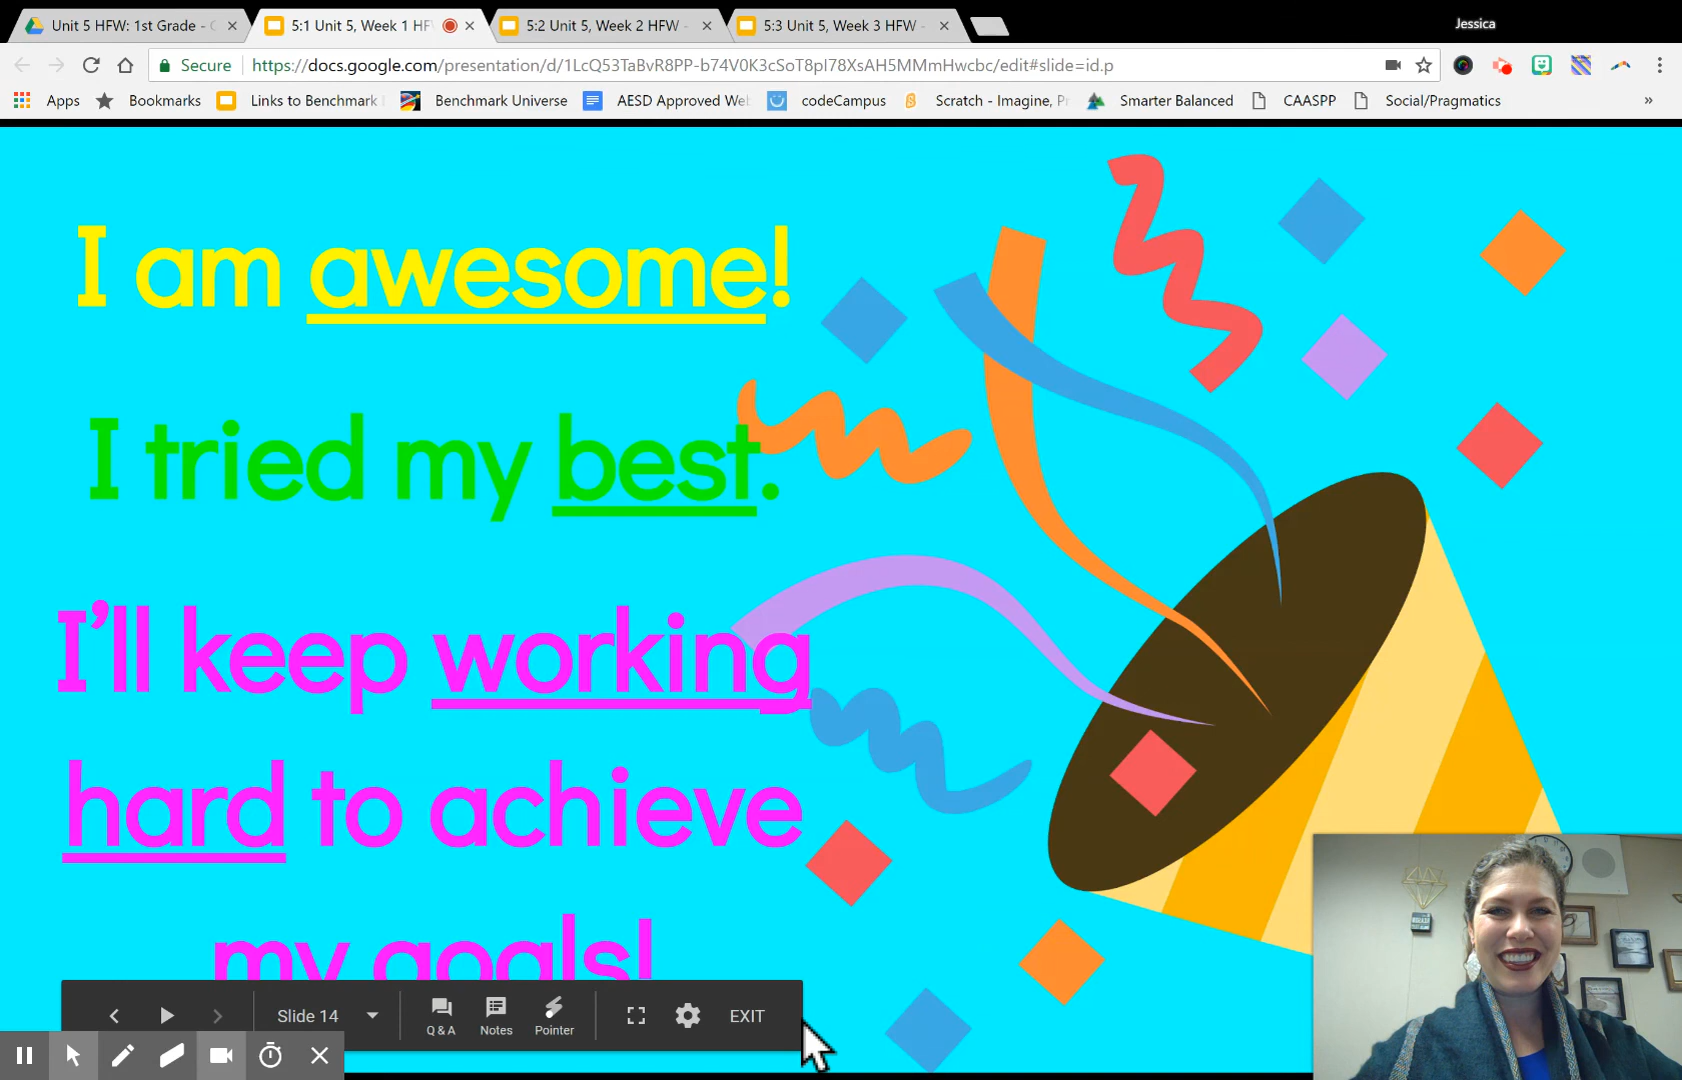 Jessica
Unit 5 HFW: 1st Grade - 
5:1 Unit 5, Week 1 HF
5:2 Unit 5, Week 2 HFW -
5:3 Unit 5, Week 3 HFW -
Secure https://docs.google.com/presentation/d/1LcQ53TaBvR8PP-b74V0K3cSoT8pI78XsAH5MMmHwcbc/edit#slide=id.p
Apps Bookmarks Links to Benchmark Benchmark Universe AESD Approved We codeCampus Scratch - Imagine, Pr Smarter Balanced CAASPP Social/Pragmatics »
I am awesome!
I tried my best.
I'll keep working
hard to achieve
my goals!
Slide 14
Q & A Notes Pointer
EXIT